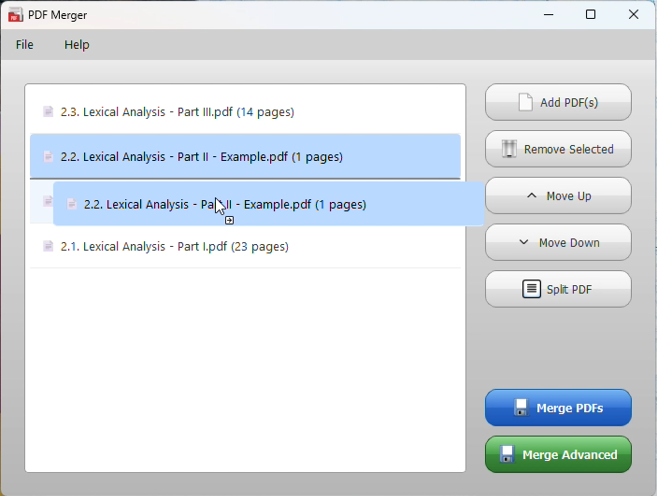 PDF Merger
File Help
2.3. Lexical Analysis - Part III.pdf (14 pages)
2.2. Lexical Analysis - Part II - Example.pdf (1 pages)
2.2. Lexical Analysis - Part II - Example.pdf (1 pages)
2.1. Lexical Analysis - Part I.pdf (23 pages)
Add PDF(s)
Remove Selected
Move Up
Move Down
Split PDF
Merge PDFs
Merge Advanced